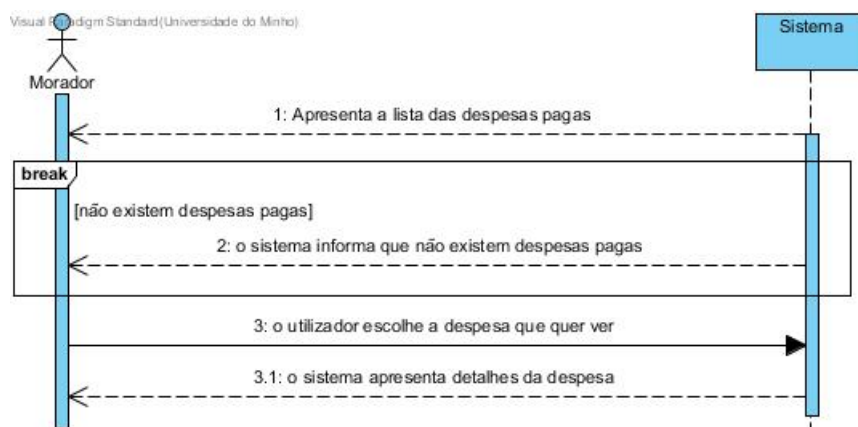 Visual Paradigm Standard(Universidade do Minho)
Sistema
Morador
1: Apresenta a lista das despesas pagas
break
[não existem despesas pagas]
2: o sistema informa que não existem despesas pagas
3: o utilizador escolhe a despesa que quer ver
3.1: o sistema apresenta detalhes da despesa